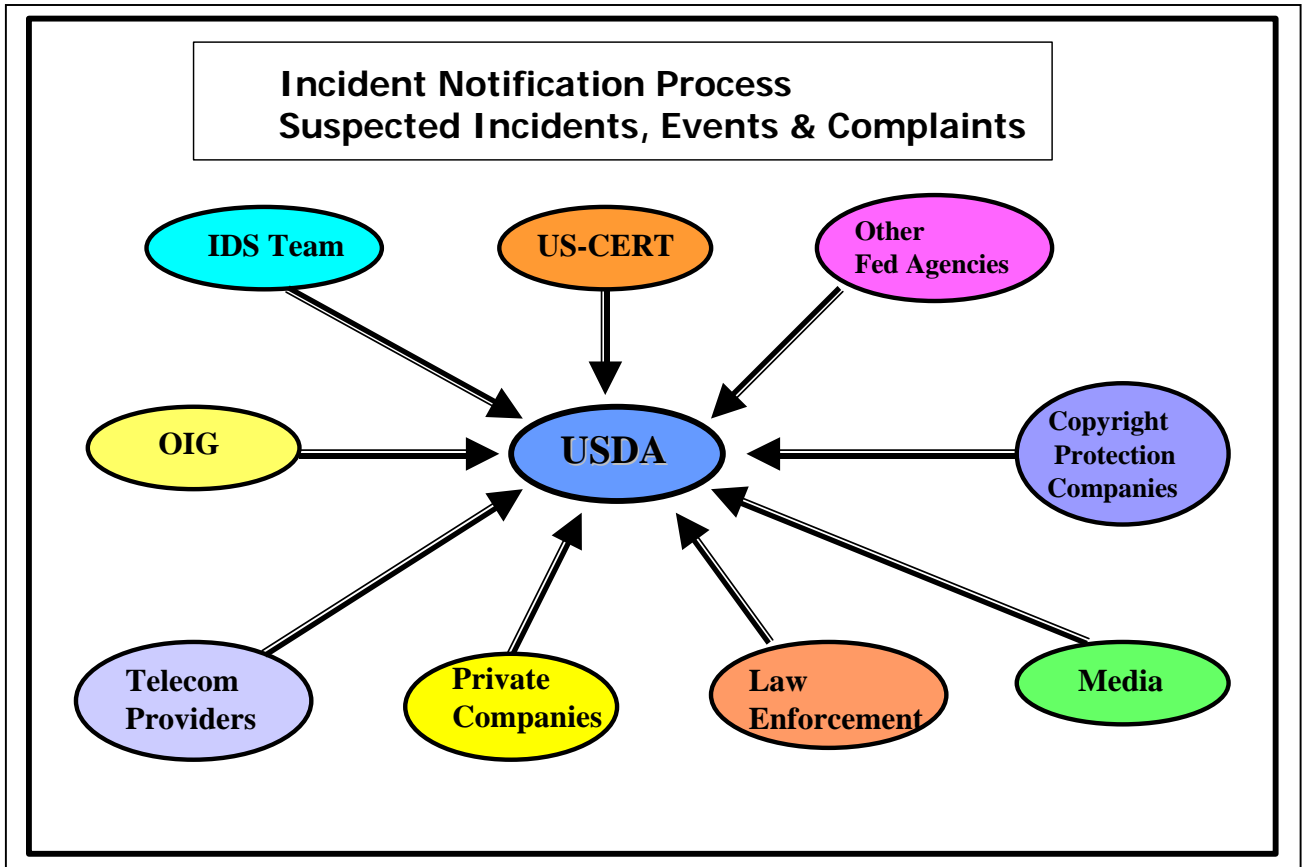 Incident Notification Process
Suspected Incidents, Events & Complaints
IDS Team
US-CERT
Other
Fed Agencies
OIG
USDA
Copyright
Protection
Companies
Telecom
Providers
Private
Companies
Law
Enforcement
Media